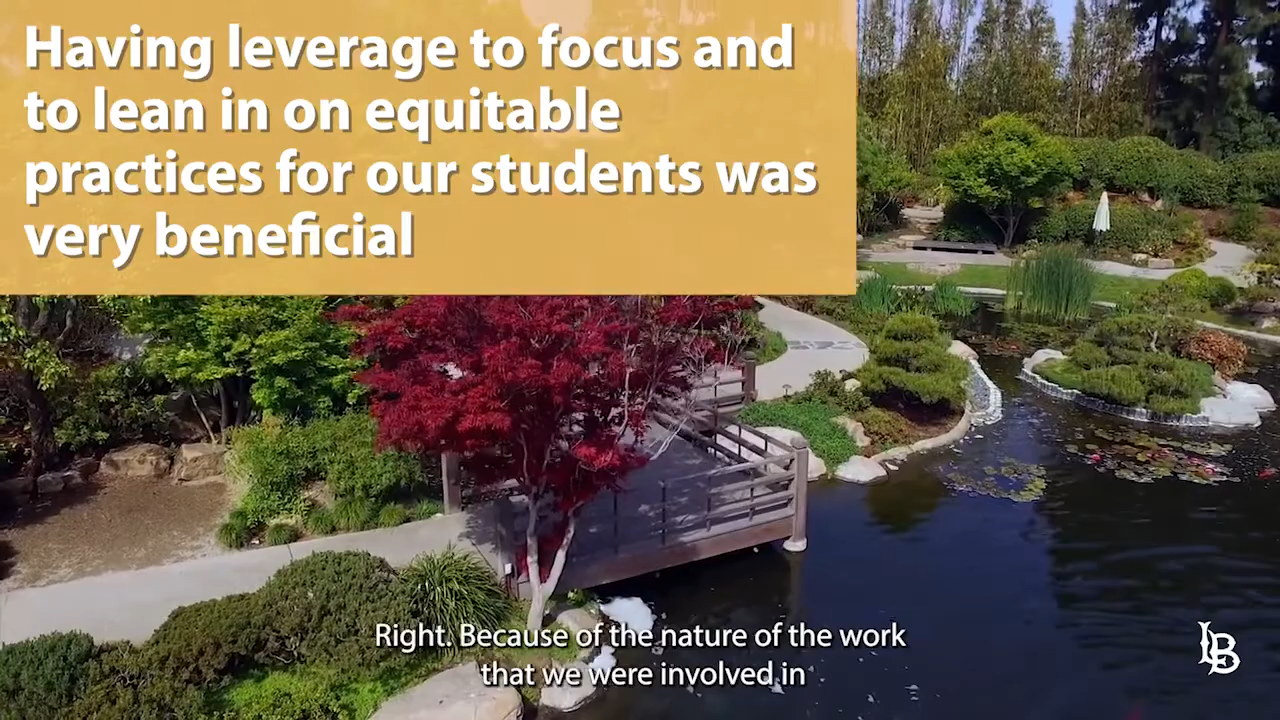 Having leverage to focus and
to lean in on equitable
practices for our students was
very beneficial
Right. Because of the nature of the work
that we were involved in
LB